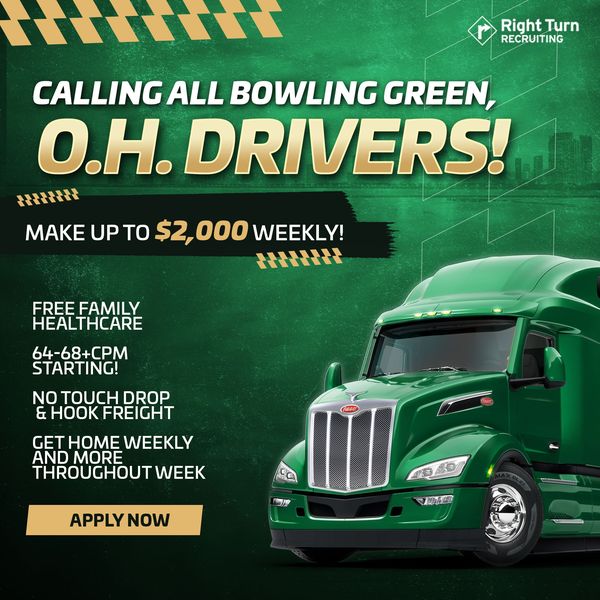 Right Turn
RECRUITING
CALLING ALL BOWLING GREEN,
O.H. DRIVERS!
MAKE UP TO $2,000 WEEKLY!
FREE FAMILY
HEALTHCARE
64-68+CPM
STARTING!
NO TOUCH DROP
& HOOK FREIGHT
GET HOME WEEKLY
AND MORE
THROUGHOUT WEEK
APPLY NOW